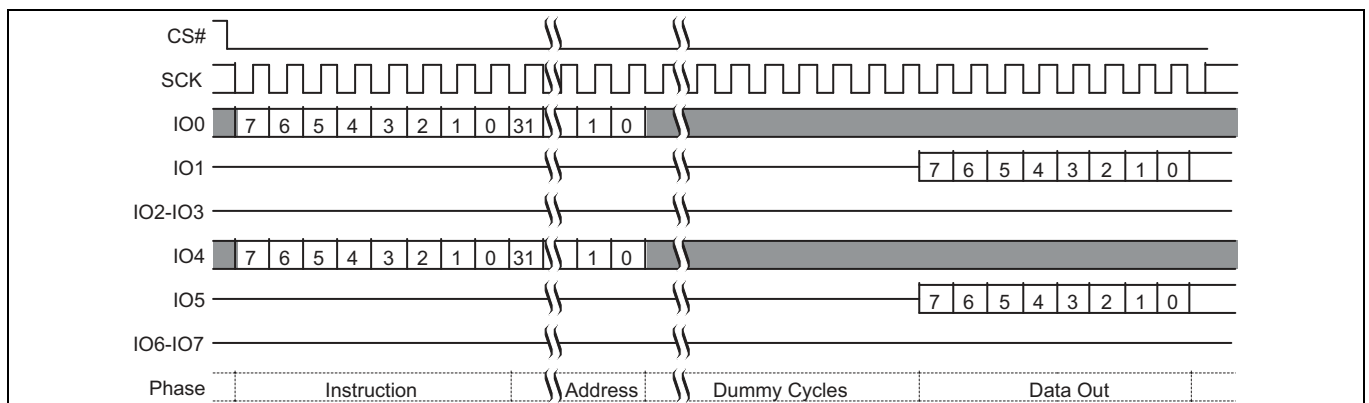 CS#
SCK
IO0 7 6 5 4 3 2 1 0 31 1 0
IO1 7 6 5 4 3 2 1 0
IO2-IO3
IO4 7 6 5 4 3 2 1 0 31 1 0
IO5 7 6 5 4 3 2 1 0
IO6-IO7
Phase Instruction Address Dummy Cycles Data Out